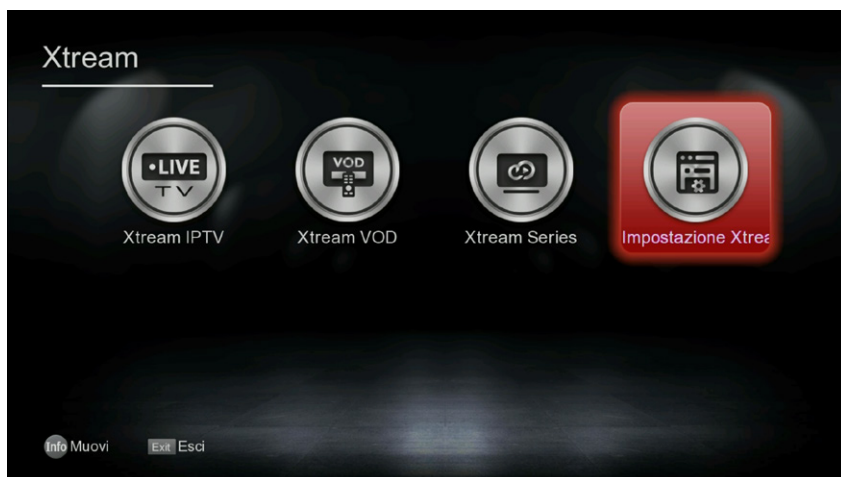 Xtream
•LIVE
TV
VOD
Xtream IPTV
Xtream VOD
Xtream Series
Impostazione Xtrea
Info Muovi
Exit Esci